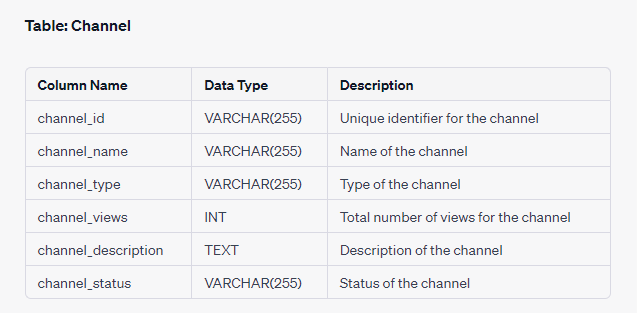 Table: Channel
Column Name Data Type Description
channel_id VARCHAR(255) Unique identifier for the channel
channel_name VARCHAR(255) Name of the channel
channel_type VARCHAR(255) Type of the channel
channel_views INT Total number of views for the channel
channel_description TEXT Description of the channel
channel_status VARCHAR(255) Status of the channel